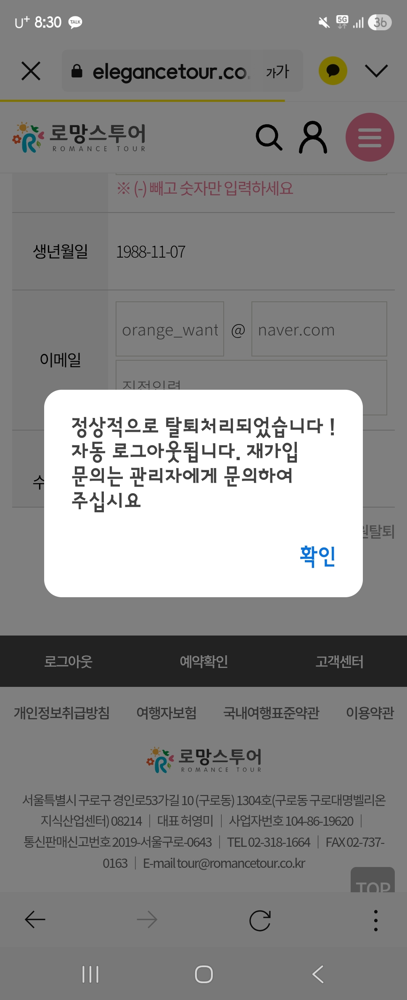 U+ 8:30 TALK 5G 36
elegancetour.co. 가가
로망스투어
ROMANCE TOUR
※ (-) 빼고 숫자만 입력하세요
생년월일 1988-11-07
이메일 orange_want @ naver.com
직접입력
정상적으로 탈퇴처리되었습니다 !
자동 로그아웃됩니다. 재가입
문의는 관리자에게 문의하여
주십시요
수
원탈퇴
확인
로그아웃 예약확인 고객센터
개인정보취급방침 여행자보험 국내여행표준약관 이용약관
로망스투어
ROMANCE TOUR
서울특별시 구로구 경인로53가길 10 (구로동) 1304호(구로동 구로대명벨리온
지식산업센터) 08214 | 대표 허영미 | 사업자번호 104-86-19620 |
통신판매신고번호 2019-서울구로-0643 | TEL 02-318-1664 | FAX 02-737-
0163 | E-mail tour@romancetour.co.kr
TOP